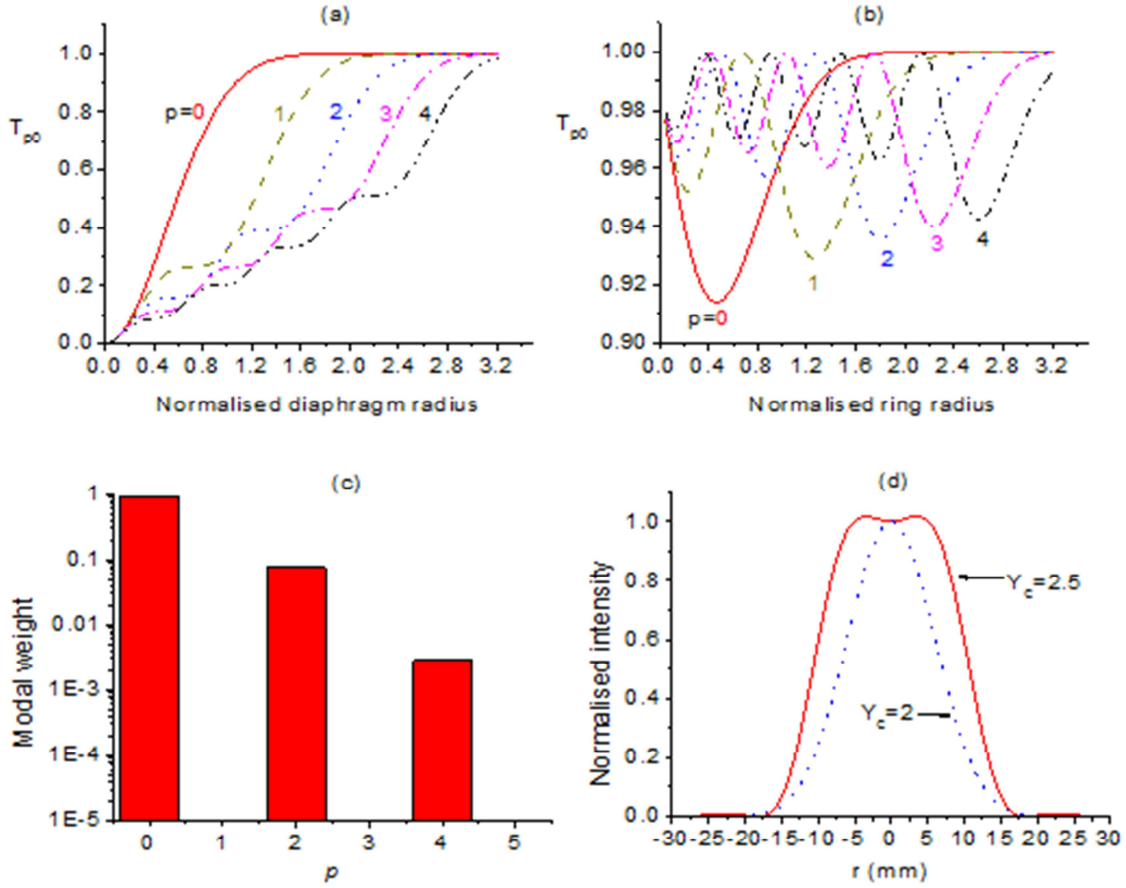 (a)
1.0
0.8
0.6
0.4
0.2
0.0
T_p0
p=0
1
2
3
4
0.0 0.4 0.8 1.2 1.6 2.0 2.4 2.8 3.2
Normalised diaphragm radius
(b)
1.00
0.98
0.96
0.94
0.92
0.90
T_p0
p=0
1
2
3
4
0.0 0.4 0.8 1.2 1.6 2.0 2.4 2.8 3.2
Normalised ring radius
(c)
1
0.1
0.01
1E-3
1E-4
1E-5
Modal weight
0 1 2 3 4 5
p
(d)
1.0
0.8
0.6
0.4
0.2
0.0
Normalised intensity
Y_c=2.5
Y_c=2
-30 -25 -20 -15 -10 -5 0 5 10 15 20 25 30
r (mm)